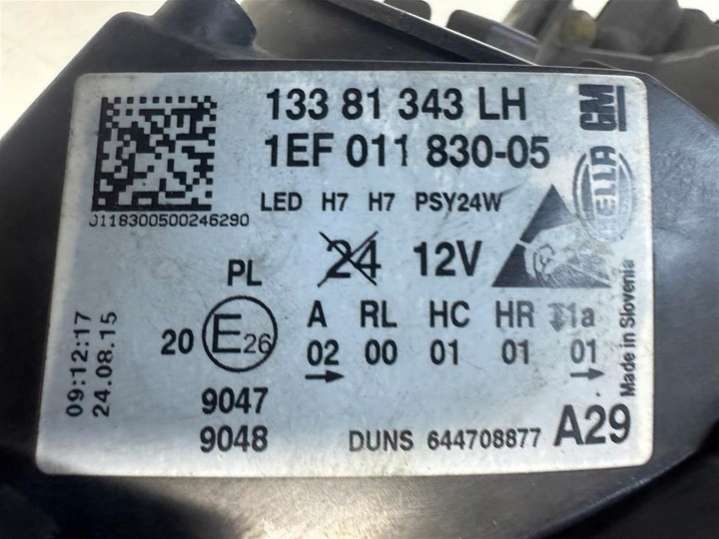 13 81 343 LH
1EF 011 830-05
LED H7 H7 PSY24W
GM
HELLA
J118300500246290
24 12V
PL
20 E26
A RL HC HR 1a
02 00 01 01 01
9047
9048
DUNS 644708877 A29
09:12:17
24.08.15
Made in Slovenia